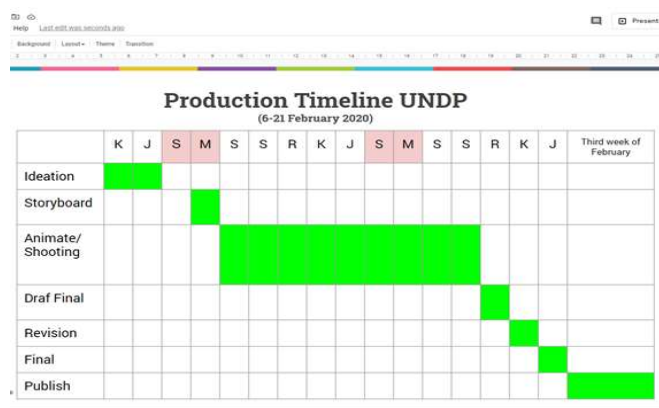 Help Last edit was seconds ago
Present
Background Layout Theme Transition
Production Timeline UNDP
(6-21 February 2020)
K J S M S S R K J S M S S R K J Third week of
February
Ideation
Storyboard
Animate/
Shooting
Draf Final
Revision
Final
Publish